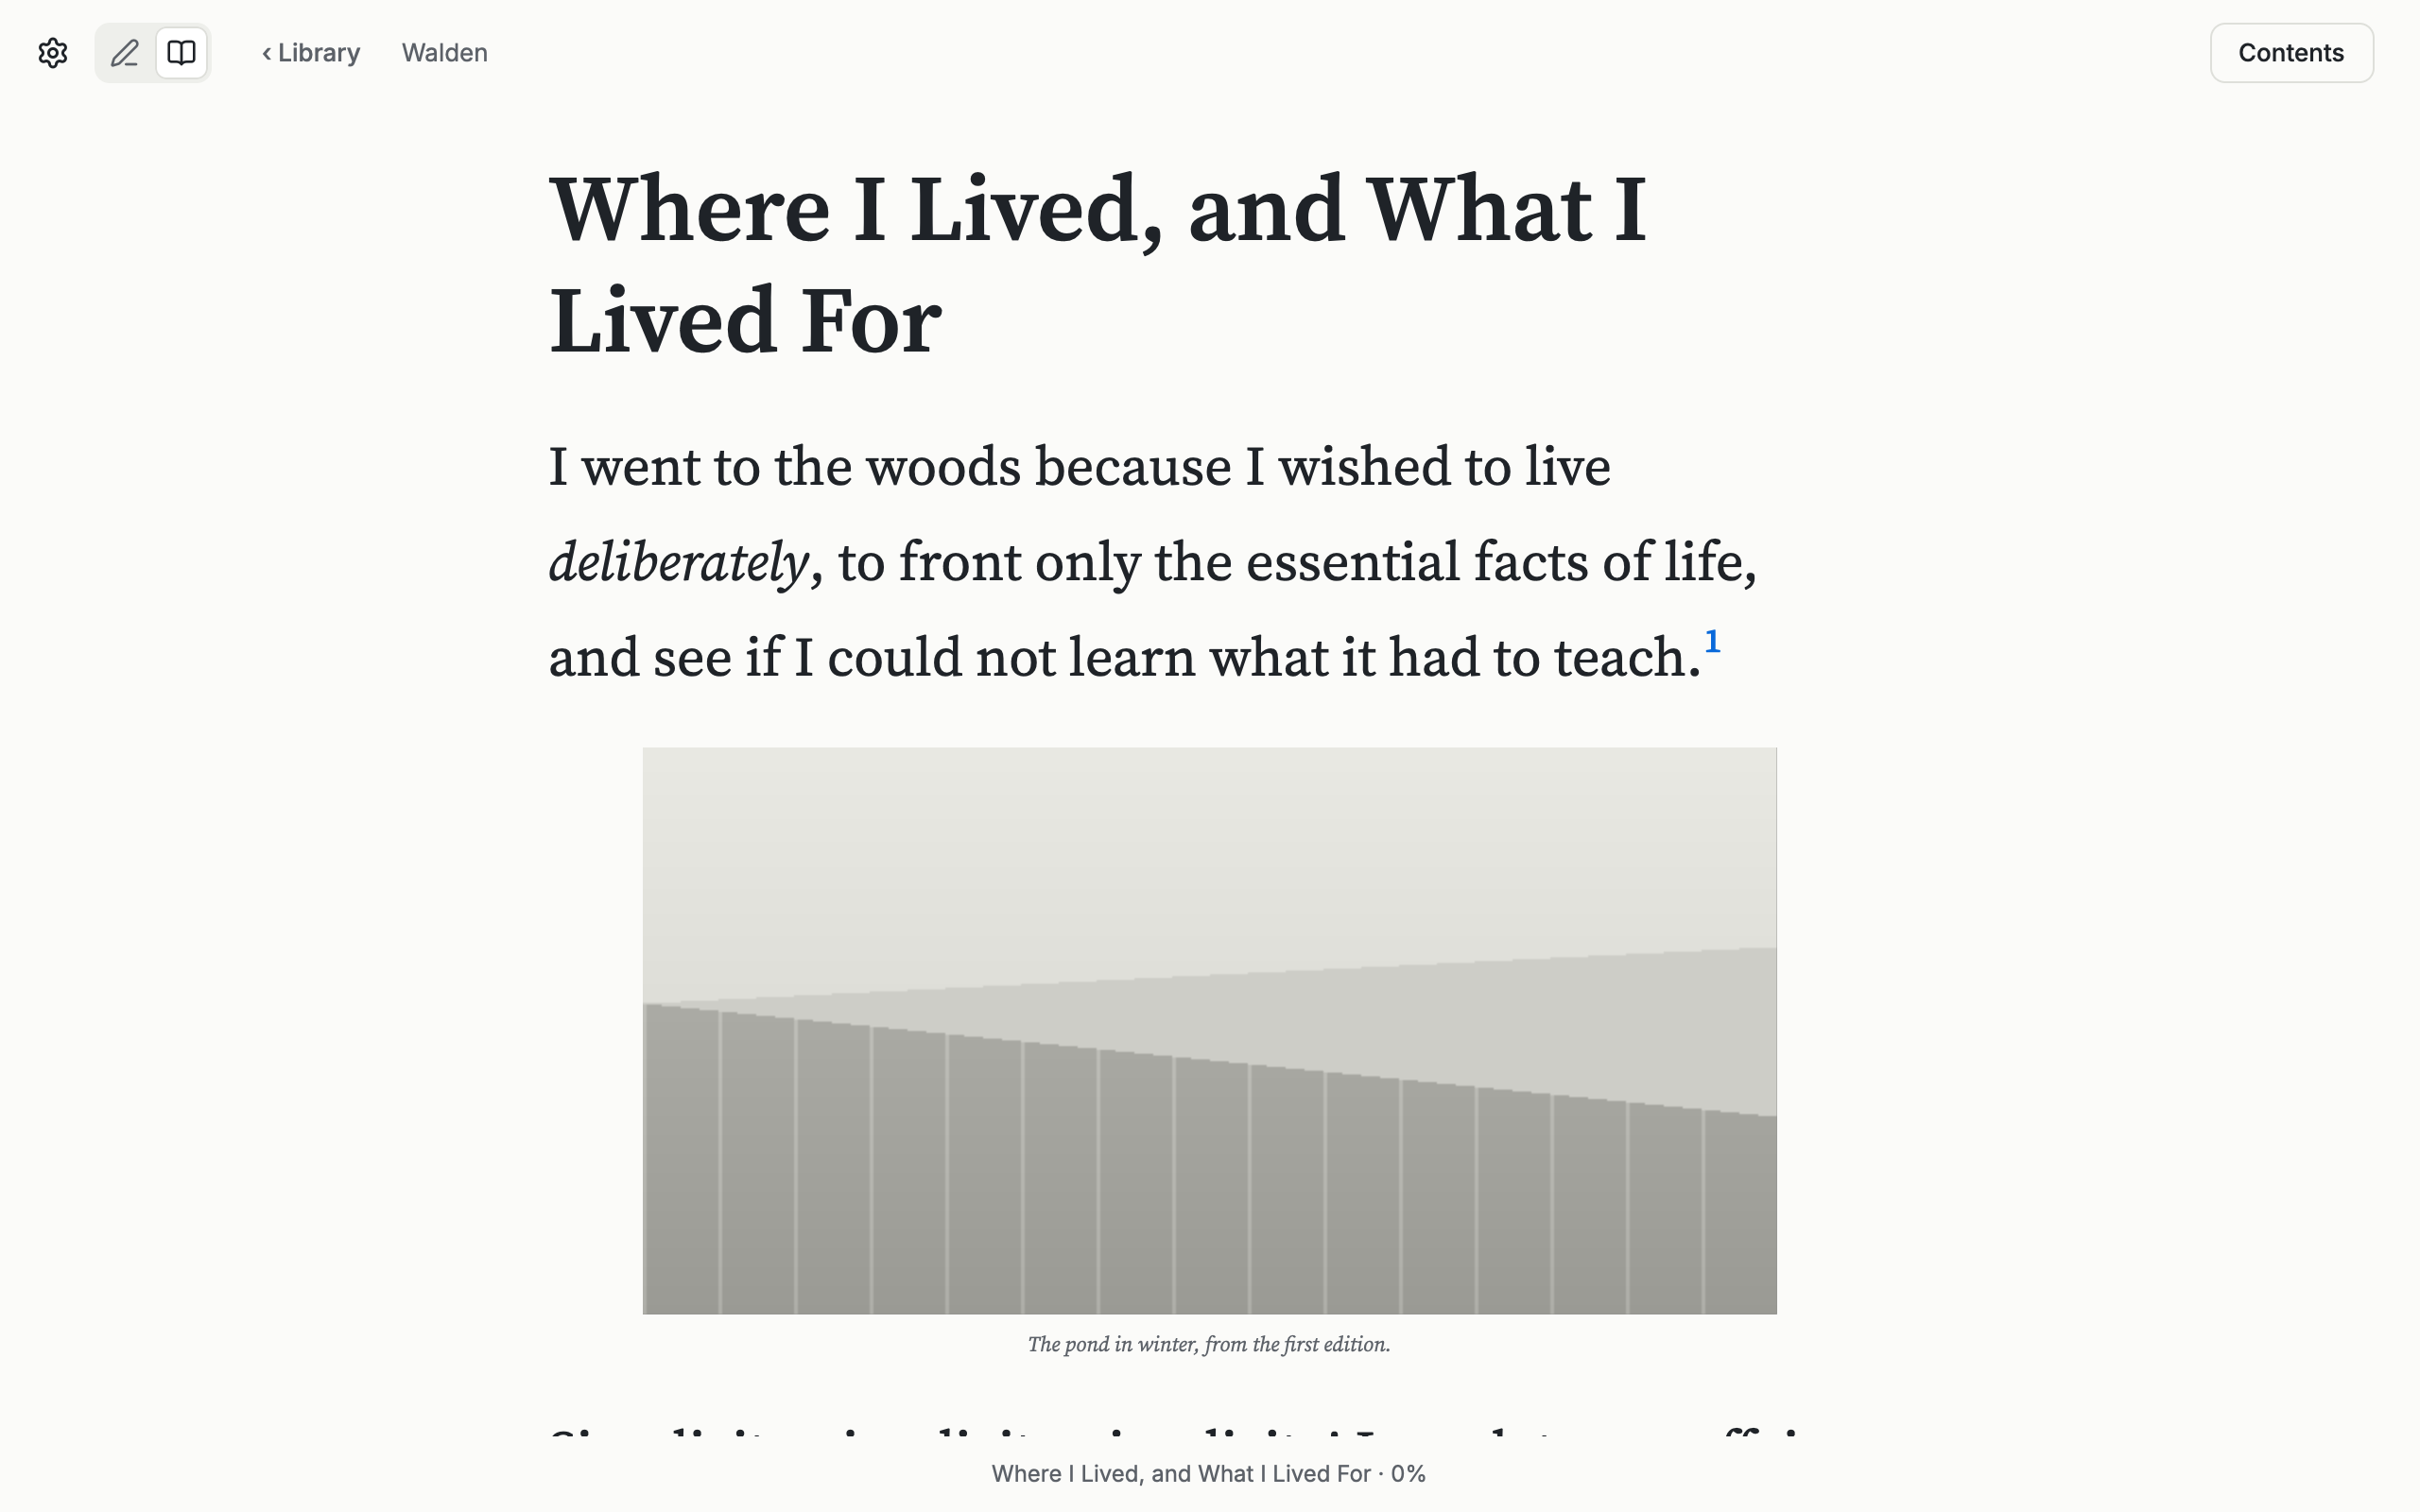 ‹ Library Walden Contents
Where I Lived, and What I
Lived For
I went to the woods because I wished to live
deliberately, to front only the essential facts of life,
and see if I could not learn what it had to teach.1
The pond in winter, from the first edition.
Where I Lived, and What I Lived For · 0%